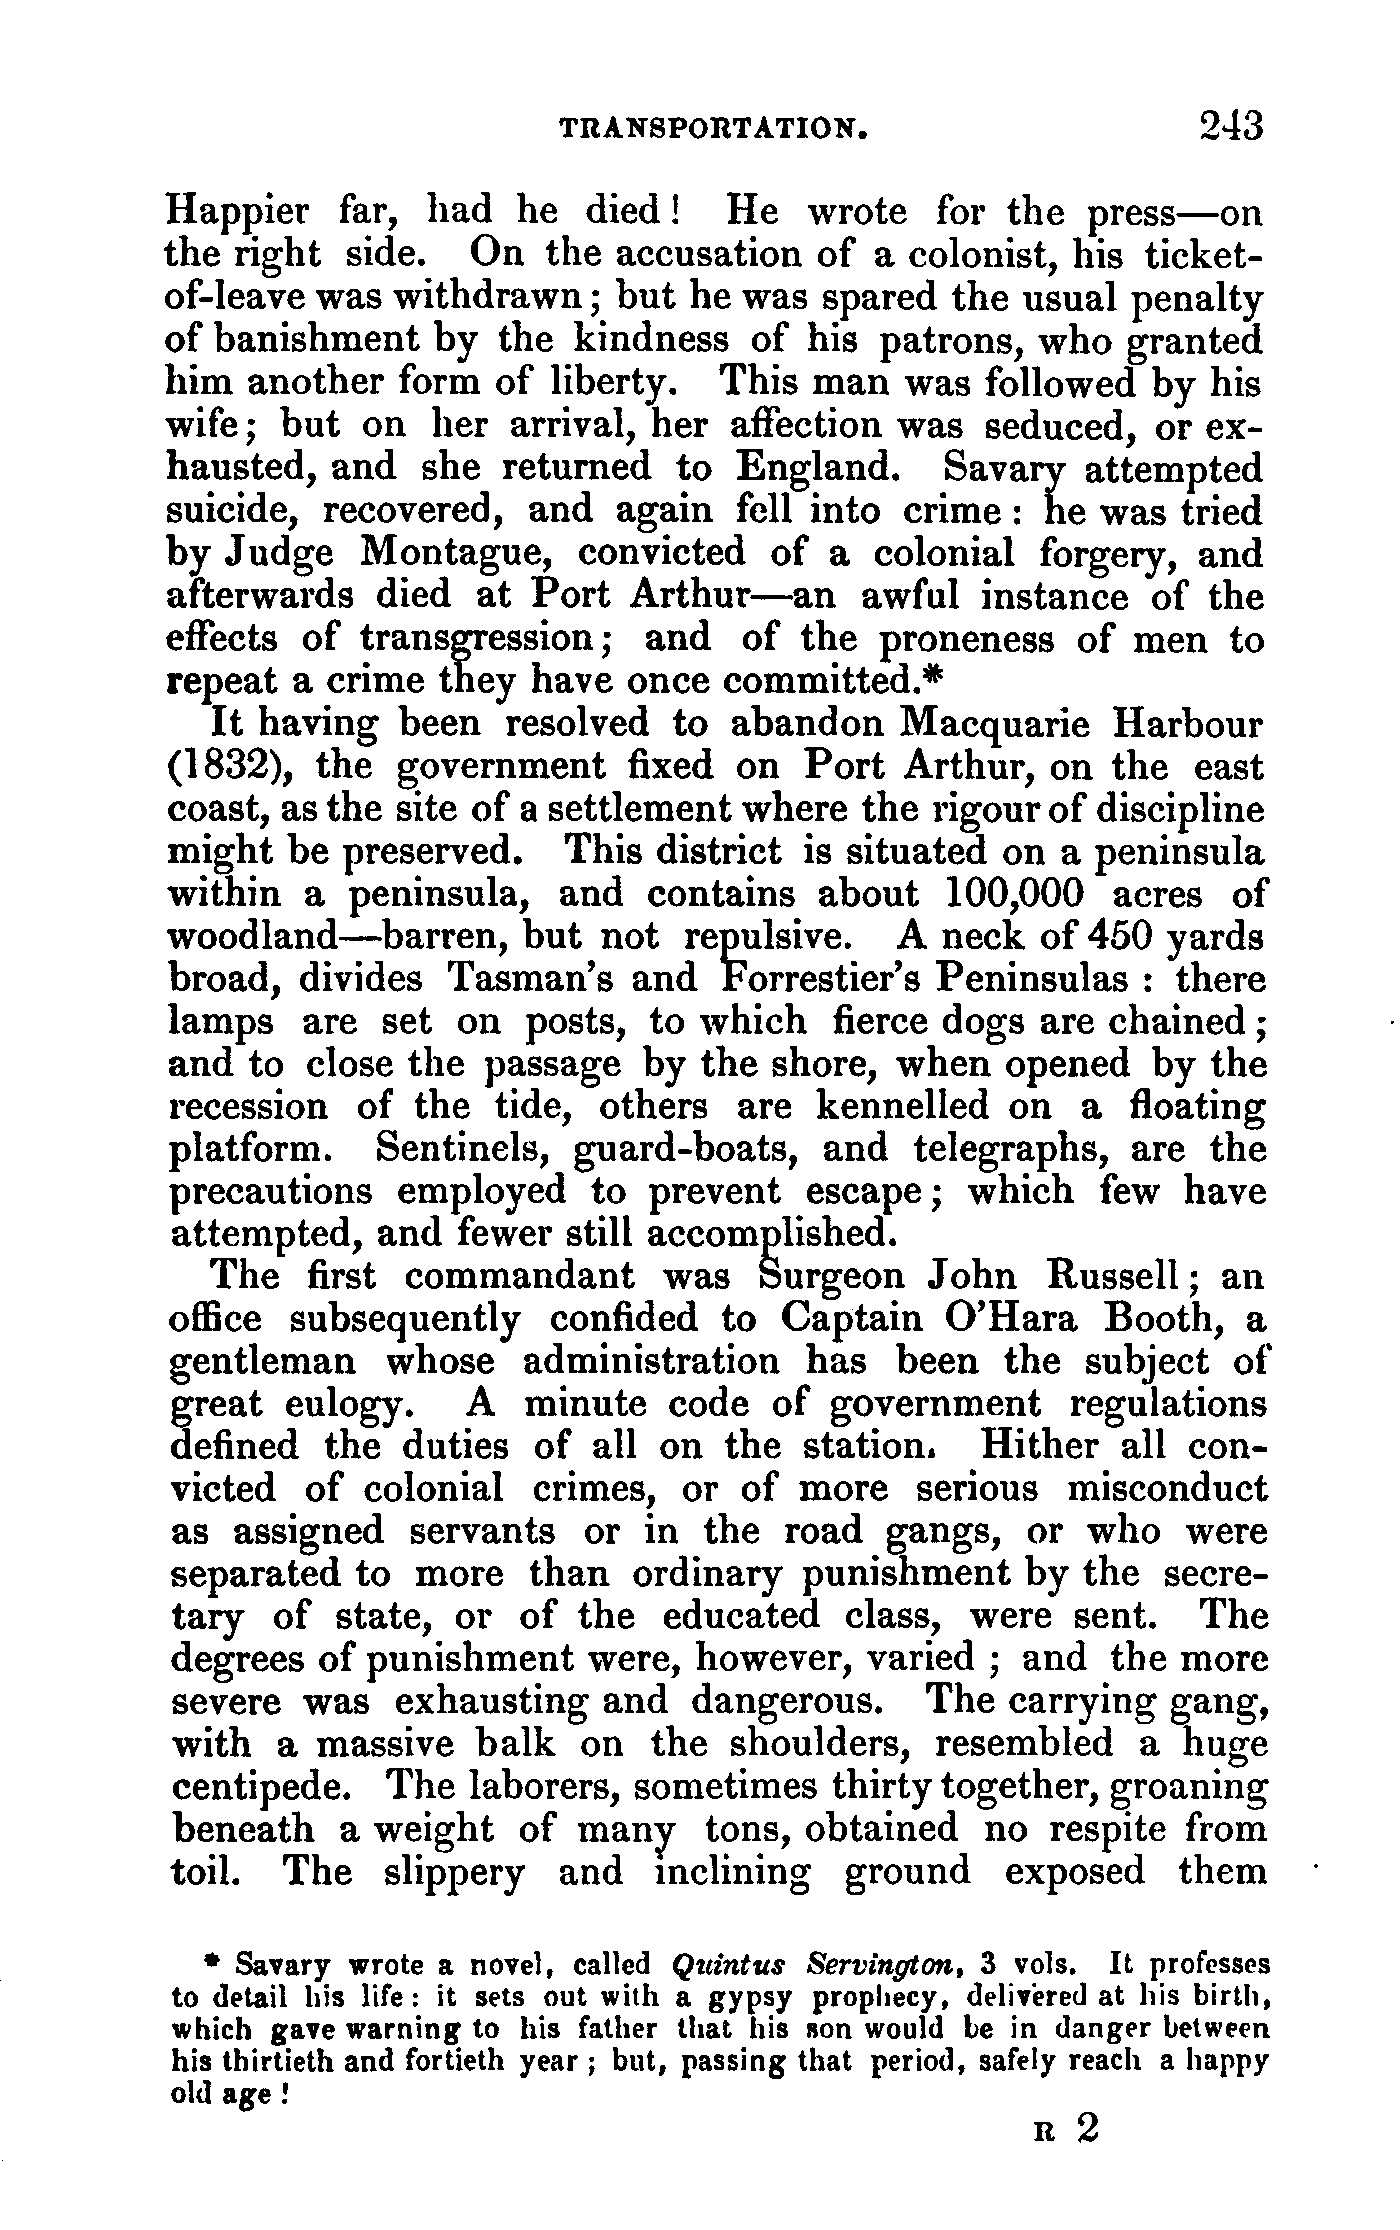 TRANSPORTATION. 243
Happier far, had he died! He wrote for the press—on
the right side. On the accusation of a colonist, his ticket-
of-leave was withdrawn; but he was spared the usual penalty
of banishment by the kindness of his patrons, who granted
him another form of liberty. This man was followed by his
wife; but on her arrival, her affection was seduced, or ex-
hausted, and she returned to England. Savary attempted
suicide, recovered, and again fell into crime: he was tried
by Judge Montague, convicted of a colonial forgery, and
afterwards died at Port Arthur—an awful instance of the
effects of transgression; and of the proneness of men to
repeat a crime they have once committed.*
It having been resolved to abandon Macquarie Harbour
(1832), the government fixed on Port Arthur, on the east
coast, as the site of a settlement where the rigour of discipline
might be preserved. This district is situated on a peninsula
within a peninsula, and contains about 100,000 acres of
woodland—barren, but not repulsive. A neck of 450 yards
broad, divides Tasman's and Forrestier's Peninsulas: there
lamps are set on posts, to which fierce dogs are chained;
and to close the passage by the shore, when opened by the
recession of the tide, others are kennelled on a floating
platform. Sentinels, guard-boats, and telegraphs, are the
precautions employed to prevent escape; which few have
attempted, and fewer still accomplished.
The first commandant was Surgeon John Russell; an
office subsequently confided to Captain O'Hara Booth, a
gentleman whose administration has been the subject of
great eulogy. A minute code of government regulations
defined the duties of all on the station. Hither all con-
victed of colonial crimes, or of more serious misconduct
as assigned servants or in the road gangs, or who were
separated to more than ordinary punishment by the secre-
tary of state, or of the educated class, were sent. The
degrees of punishment were, however, varied; and the more
severe was exhausting and dangerous. The carrying gang,
with a massive balk on the shoulders, resembled a huge
centipede. The laborers, sometimes thirty together, groaning
beneath a weight of many tons, obtained no respite from
toil. The slippery and inclining ground exposed them
* Savary wrote a novel, called Quintus Servington, 3 vols. It professes
to detail his life: it sets out with a gypsy prophecy, delivered at his birth,
which gave warning to his father that his son would be in danger between
his thirtieth and fortieth year; but, passing that period, safely reach a happy
old age!
R 2